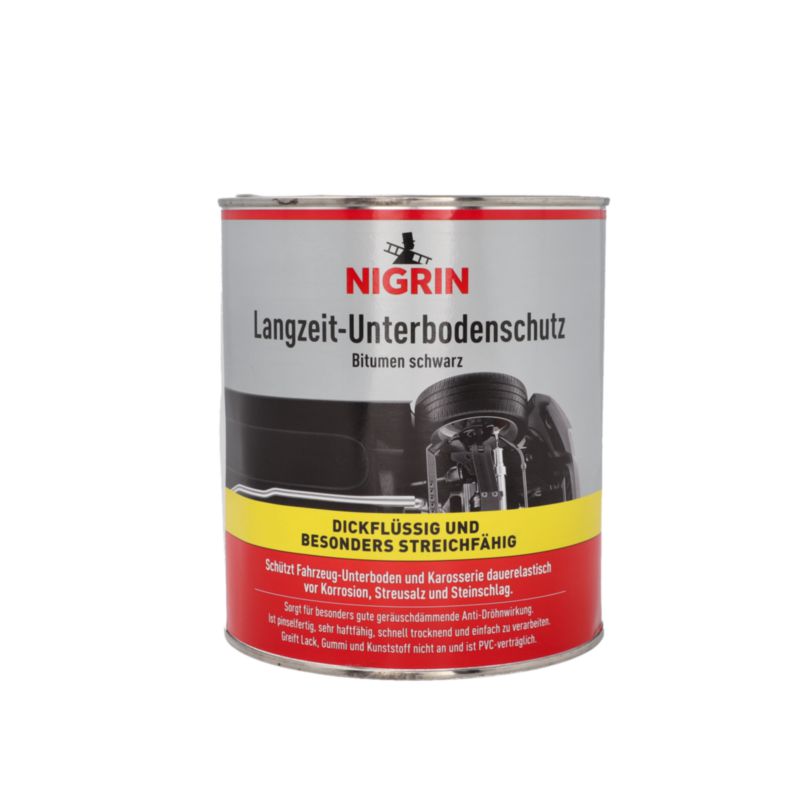 NIGRIN
Langzeit-Unterbodenschutz
Bitumen schwarz
DICKFLÜSSIG UND
BESONDERS STREICHFÄHIG
Schützt Fahrzeug-Unterboden und Karosserie dauerelastisch
vor Korrosion, Streusalz und Steinschlag.
Sorgt für besonders gute geräuschdämmende Anti-Dröhnwirkung.
Ist pinselfertig, sehr haftfähig, schnell trocknend und einfach zu verarbeiten.
Greift Lack, Gummi und Kunststoff nicht an und ist PVC-verträglich.